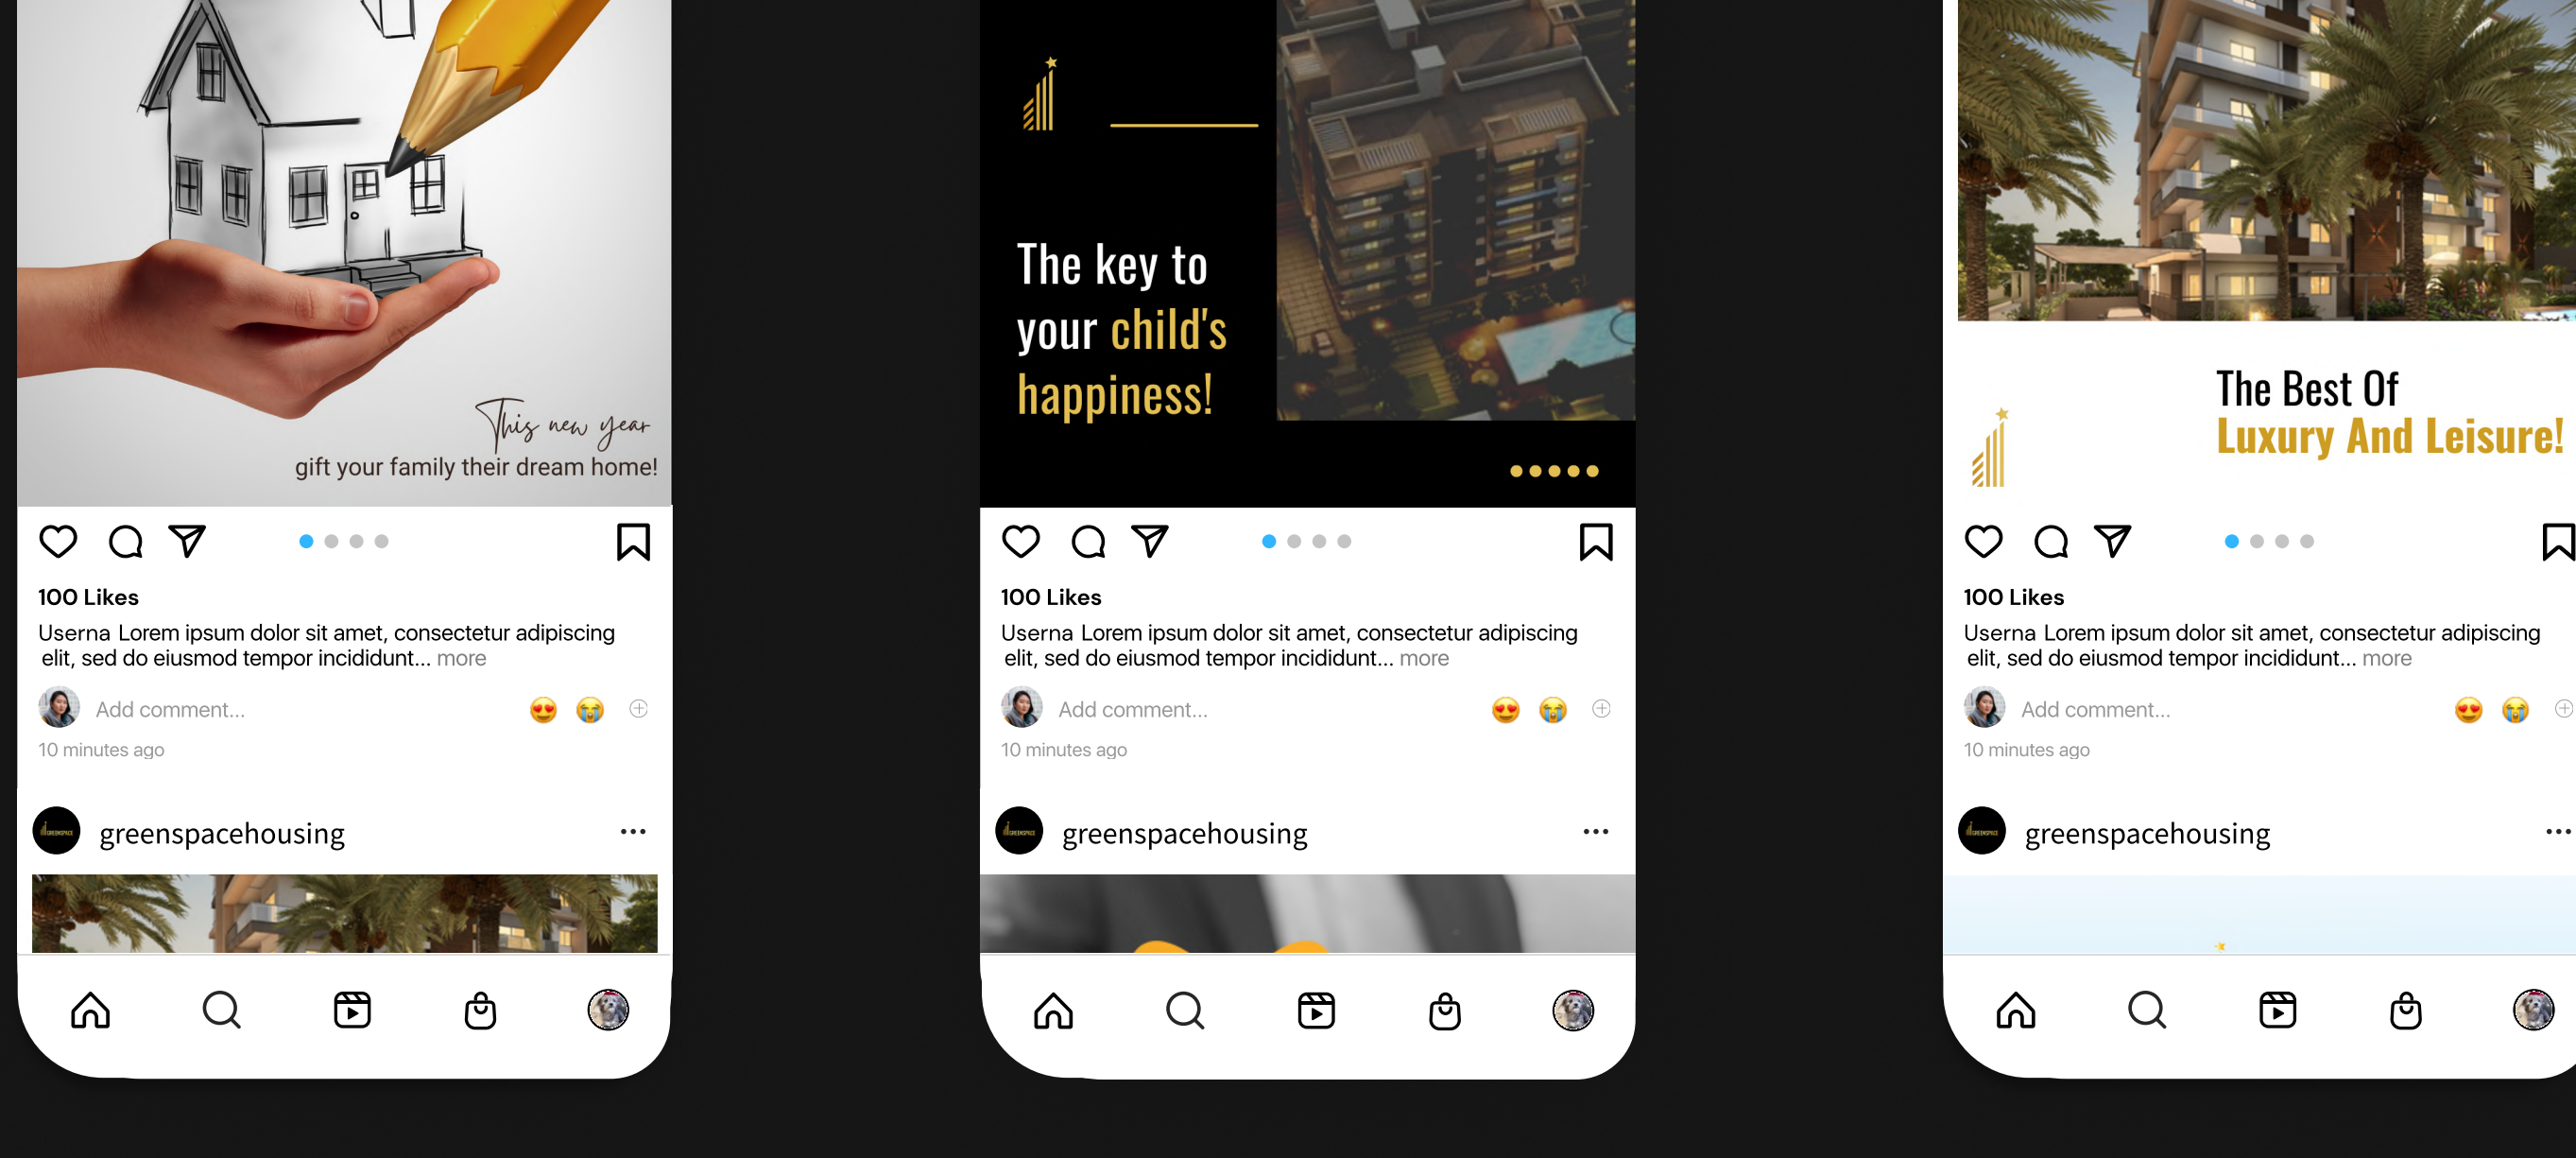 This new year
gift your family their dream home!
100 Likes
Userna Lorem ipsum dolor sit amet, consectetur adipiscing
elit, sed do eiusmod tempor incididunt... more
Add comment...
10 minutes ago
GREENSPACE
greenspacehousing
The key to
your child's
happiness!
100 Likes
Userna Lorem ipsum dolor sit amet, consectetur adipiscing
elit, sed do eiusmod tempor incididunt... more
Add comment...
10 minutes ago
GREENSPACE
greenspacehousing
The Best Of
Luxury And Leisure!
100 Likes
Userna Lorem ipsum dolor sit amet, consectetur adipiscing
elit, sed do eiusmod tempor incididunt... more
Add comment...
10 minutes ago
GREENSPACE
greenspacehousing